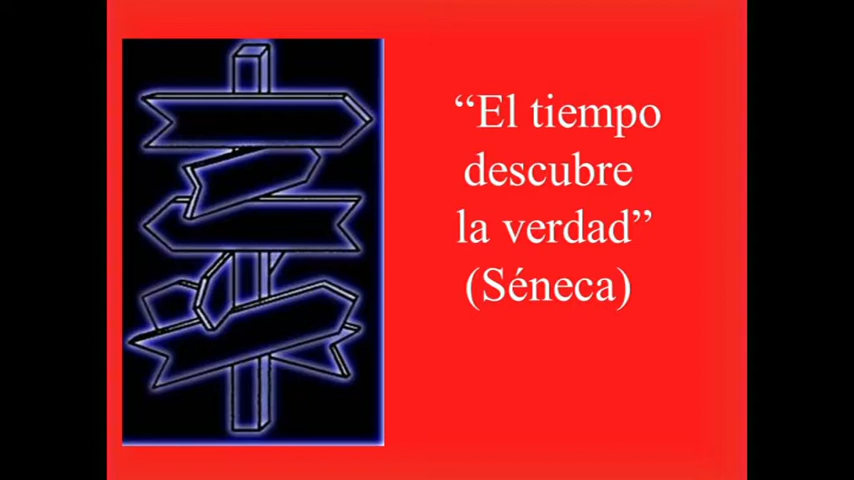 “El tiempo
descubre
la verdad”
(Séneca)